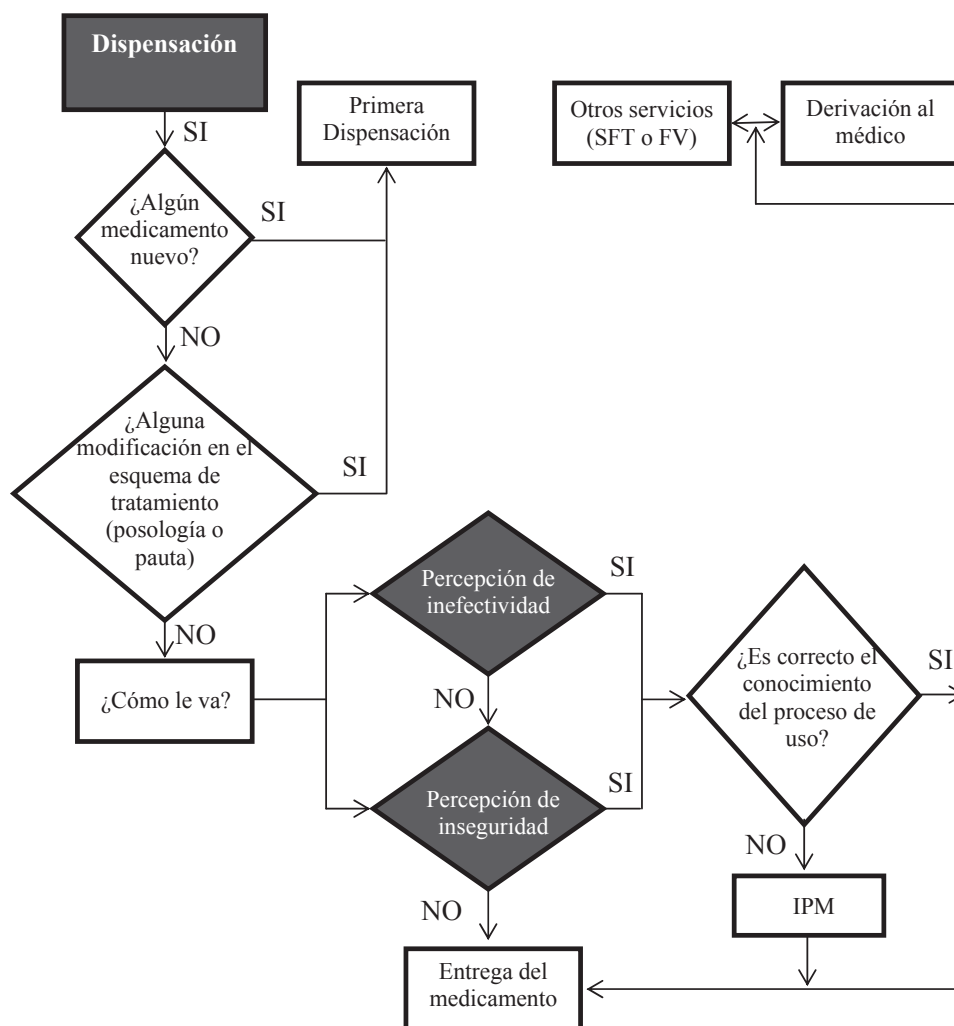 Dispensación
SI
Primera
Dispensación
Otros servicios
(SFT o FV)
Derivación al
médico
¿Algún
medicamento
nuevo?
SI
NO
¿Alguna
modificación en el
esquema de
tratamiento
(posología o
pauta)
SI
NO
¿Cómo le va?
Percepción de
inefectividad
SI
NO
Percepción de
inseguridad
SI
NO
¿Es correcto el
conocimiento
del proceso de
uso?
SI
NO
IPM
Entrega del
medicamento